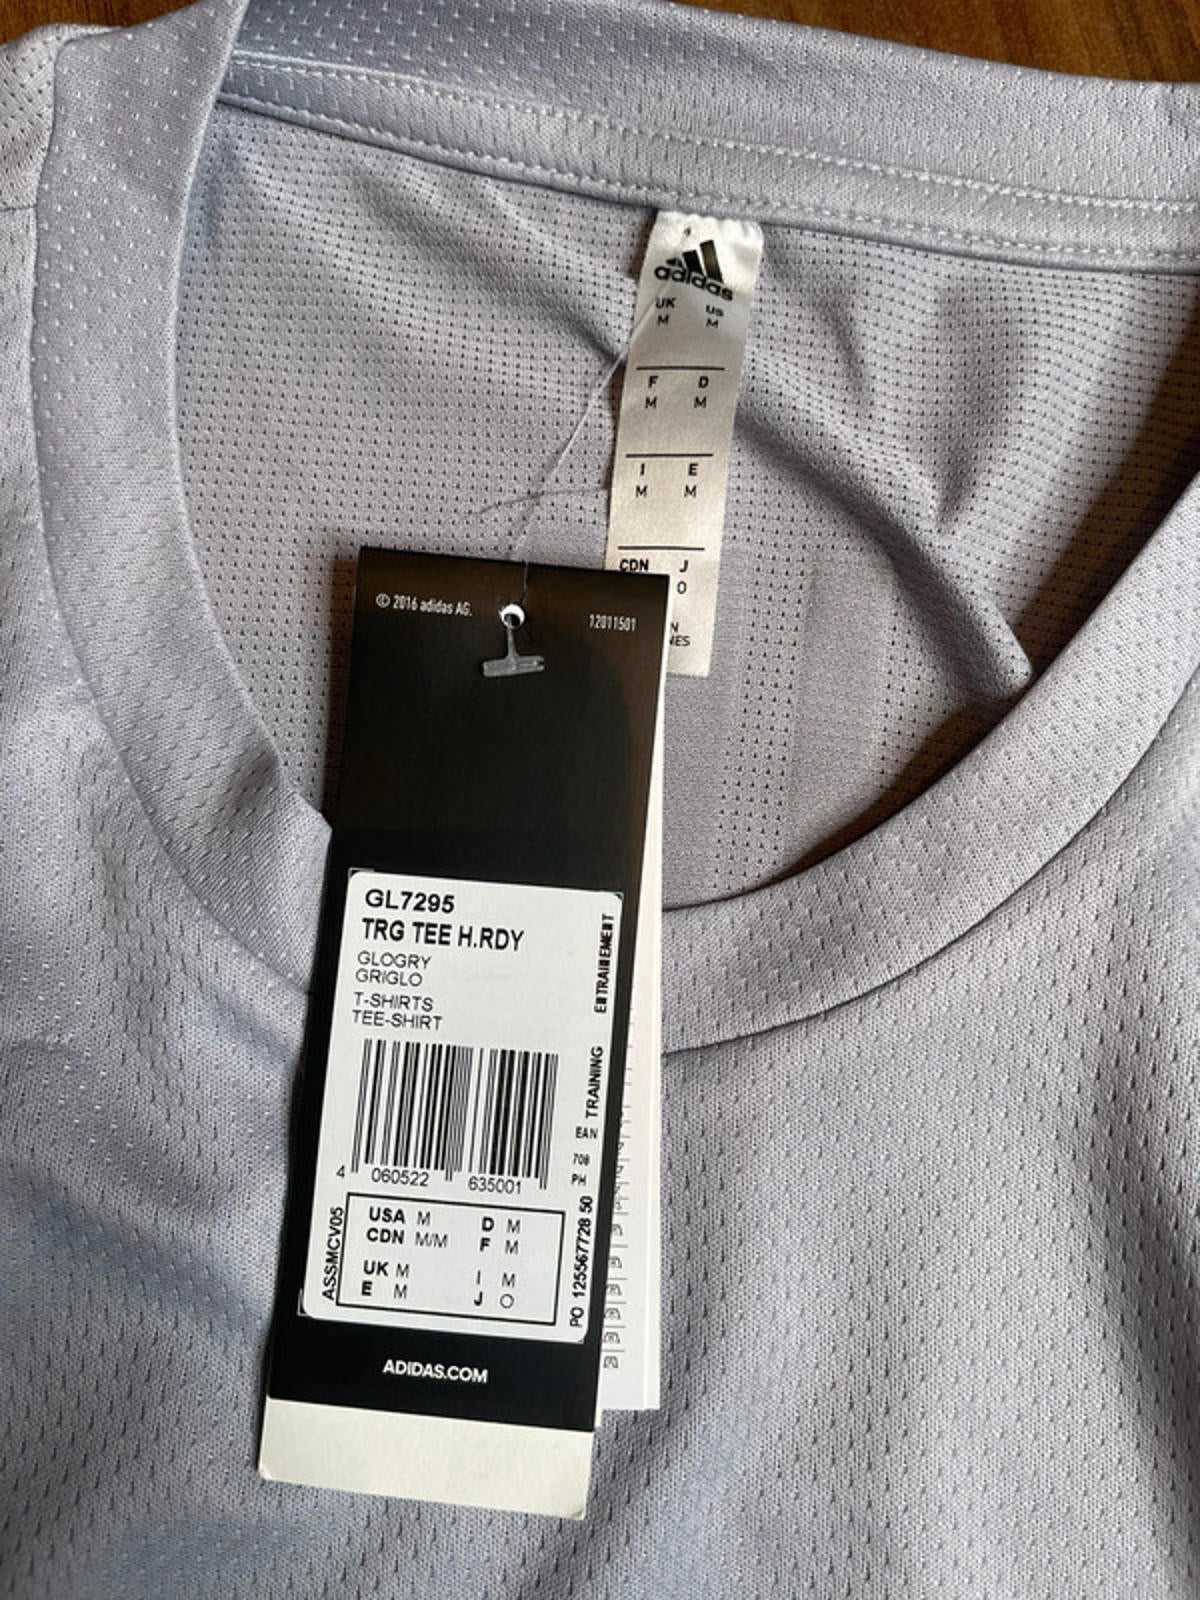 adidas
UK US
M M
F D
M M
I E
M M
CDN J
O
© 2016 adidas AG.
12011501
GL7295
TRG TEE H.RDY
GLOGRY
GRIGLO
T-SHIRTS
TEE-SHIRT
ENTRAINEMENT
TRAINING
EAN
708
PH
4 060522 635001
ASSMCV05
USA M D M
CDN M/M F M
UK M I M
E M J O
PO 125567728 50
ADIDAS.COM